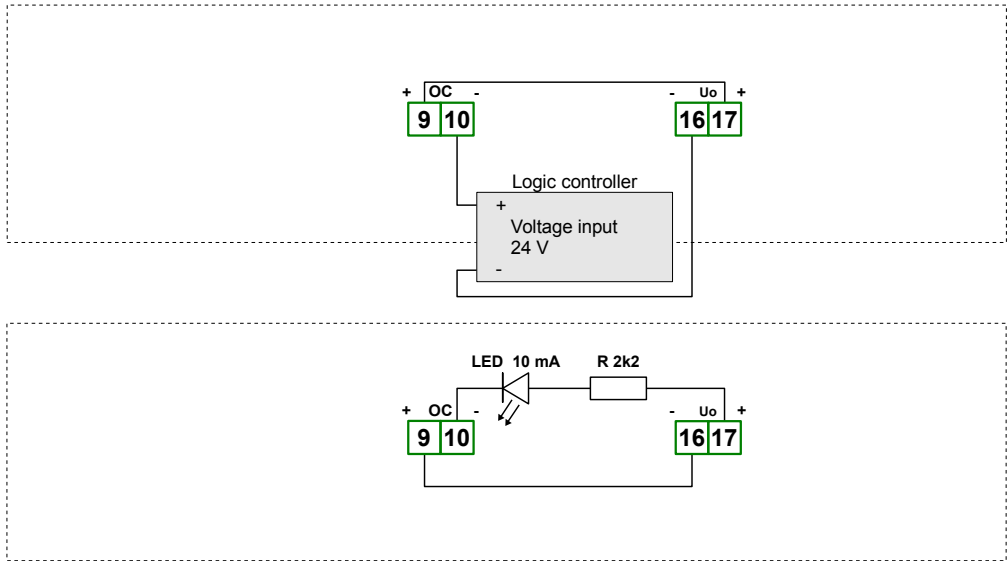 + OC - - Uo +
9 10 16 17
Logic controller
+
Voltage input
24 V
-
LED 10 mA R 2k2
+ OC - - Uo +
9 10 16 17